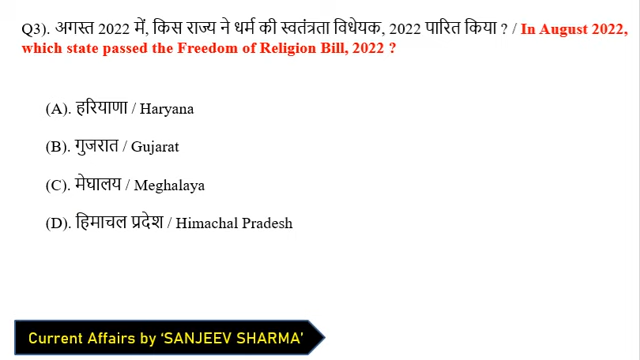 Q3). अगस्त 2022 में, किस राज्य ने धर्म की स्वतंत्रता विधेयक, 2022 पारित किया ? / In August 2022,
which state passed the Freedom of Religion Bill, 2022 ?
(A). हरियाणा / Haryana
(B). गुजरात / Gujarat
(C). मेघालय / Meghalaya
(D). हिमाचल प्रदेश / Himachal Pradesh
Current Affairs by ‘SANJEEV SHARMA’